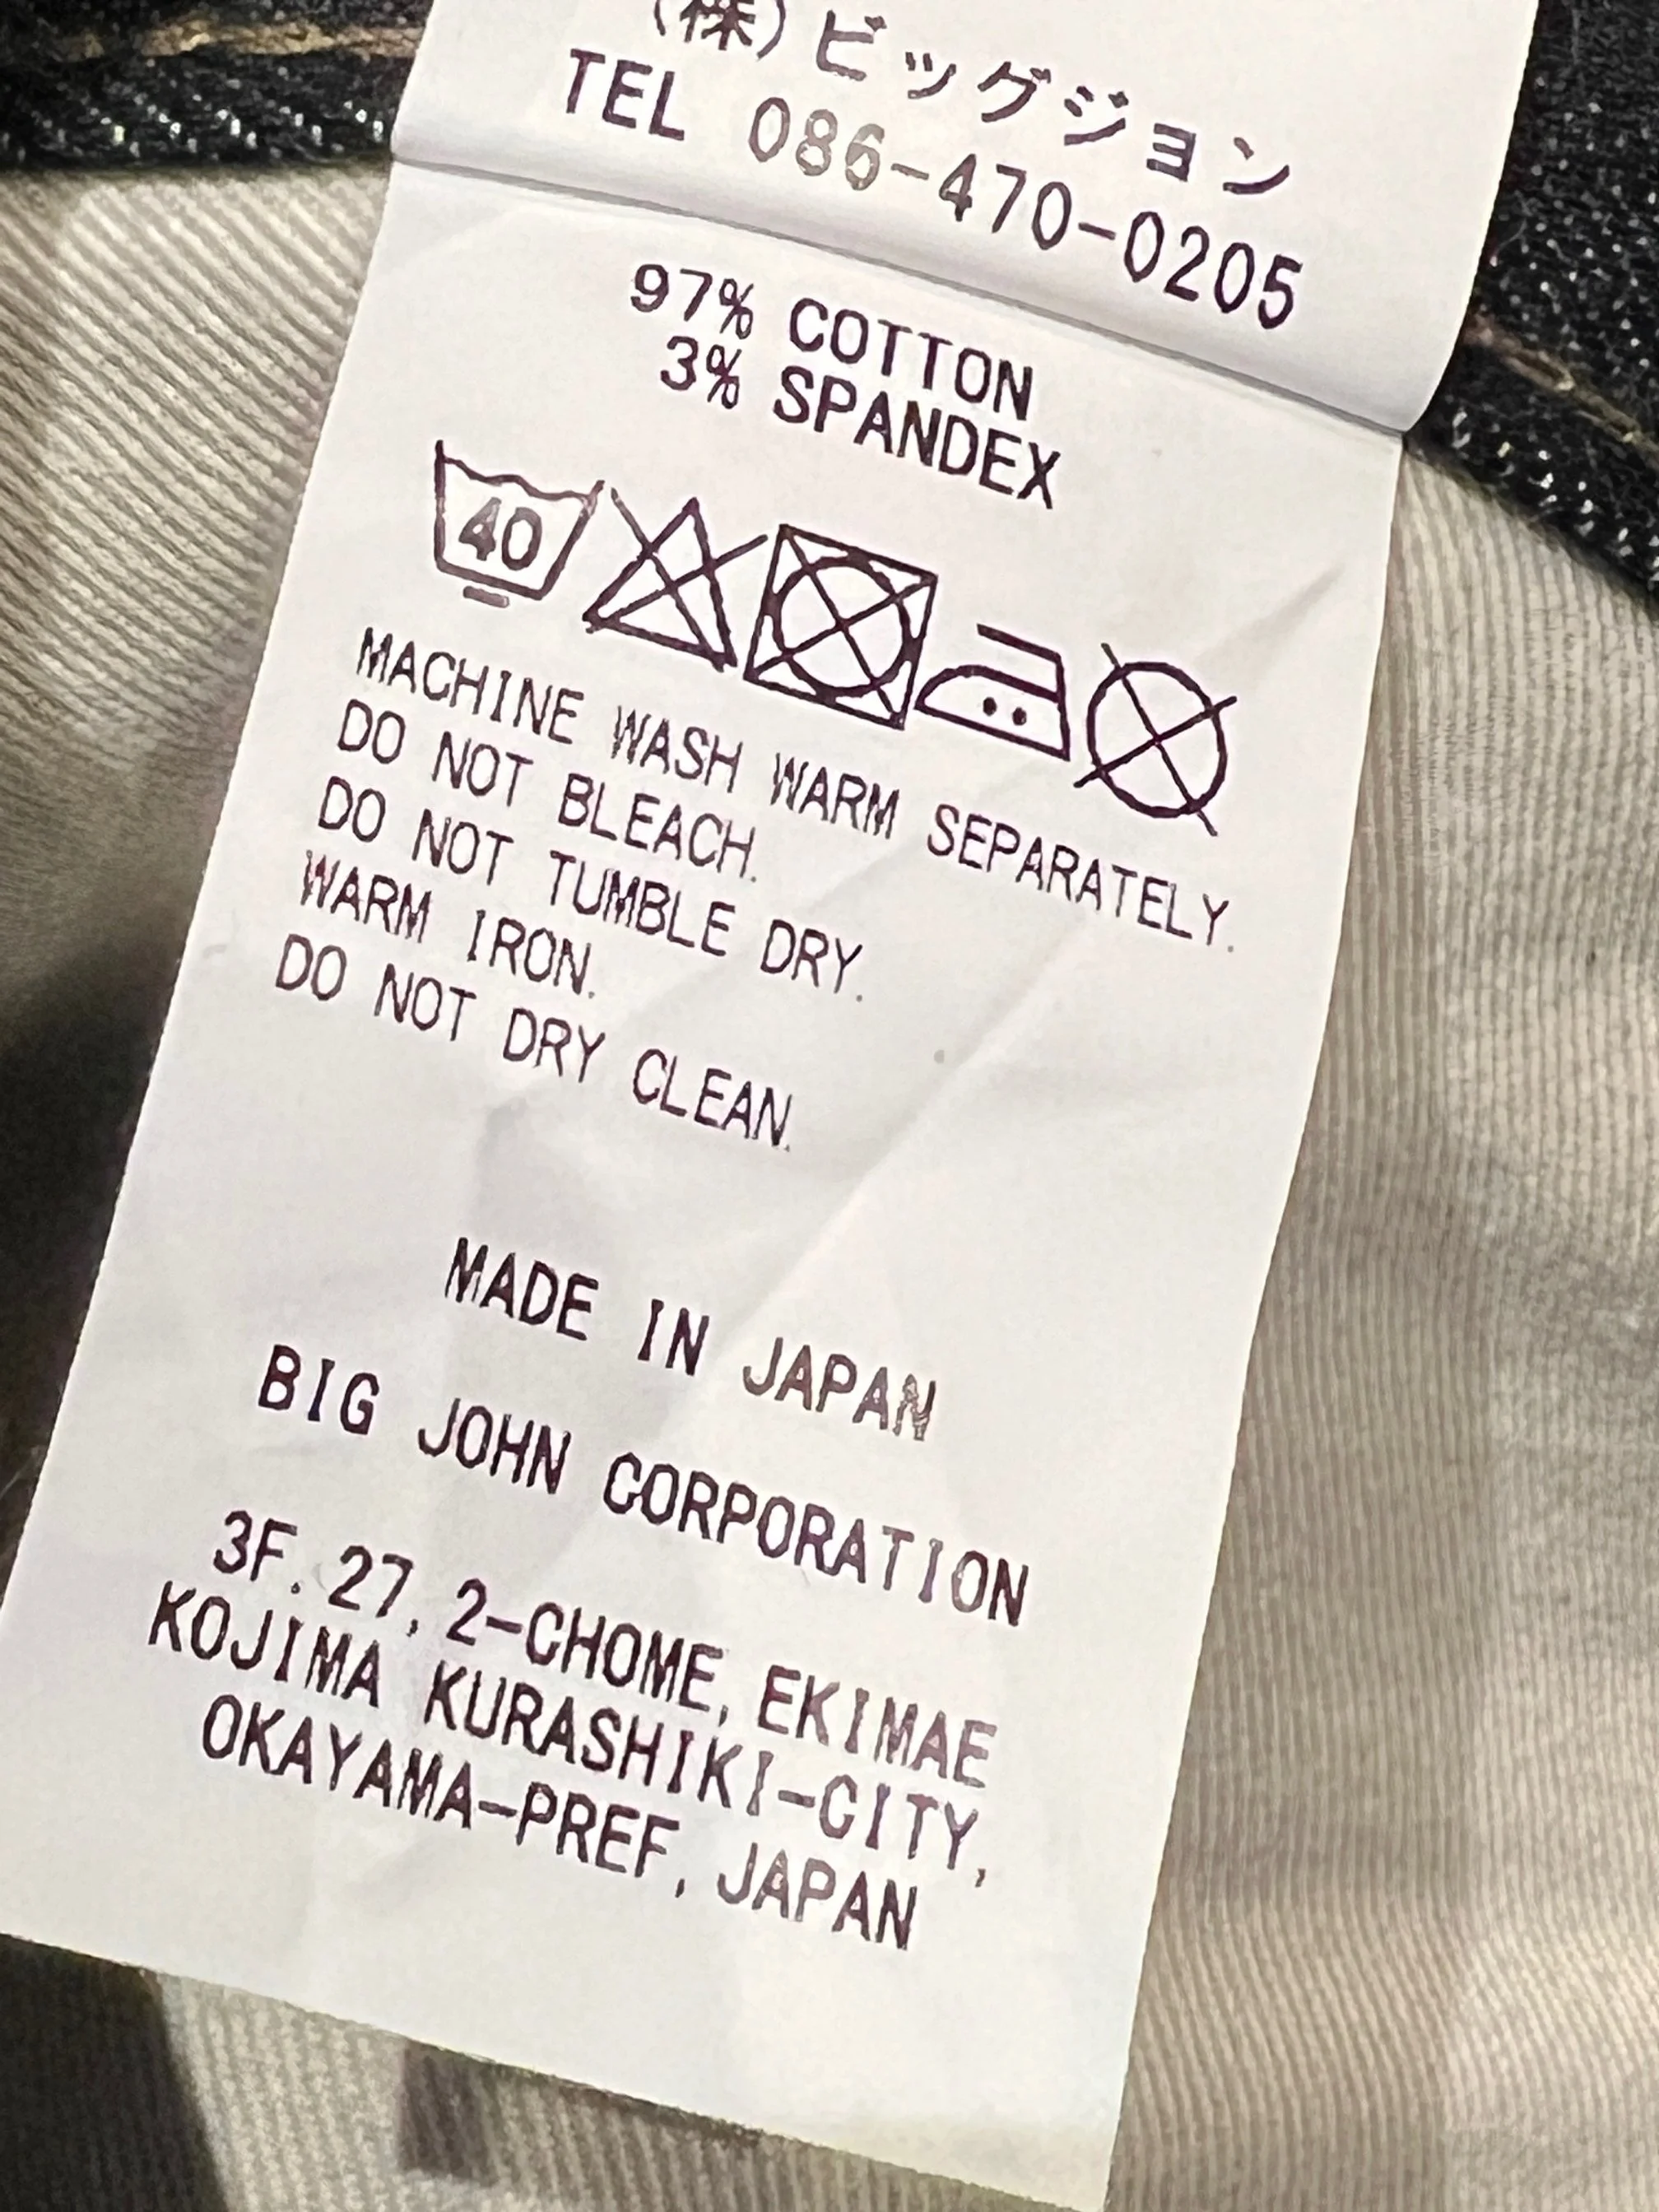 (株)ビッグジョン
TEL 086-470-0205
97% COTTON
3% SPANDEX
40
MACHINE WASH WARM SEPARATELY.
DO NOT BLEACH.
DO NOT TUMBLE DRY.
WARM IRON.
DO NOT DRY CLEAN.
MADE IN JAPAN
BIG JOHN CORPORATION
3F. 27, 2-CHOME, EKIMAE
KOJIMA KURASHIKI-CITY,
OKAYAMA-PREF, JAPAN